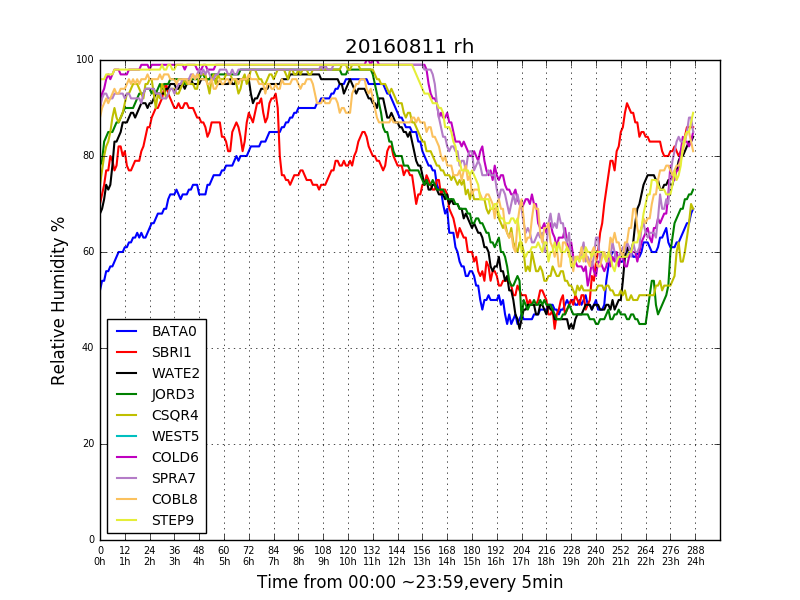 20160811 rh
100
80
60
40
20
0
Relative Humidity %
BATA0
SBRI1
WATE2
JORD3
CSQR4
WEST5
COLD6
SPRA7
COBL8
STEP9
0 12 24 36 48 60 72 84 96 108 120 132 144 156 168 180 192 204 216 228 240 252 264 276 288
0h 1h 2h 3h 4h 5h 6h 7h 8h 9h 10h 11h 12h 13h 14h 15h 16h 17h 18h 19h 20h 21h 22h 23h 24h
Time from 00:00 ~23:59,every 5min